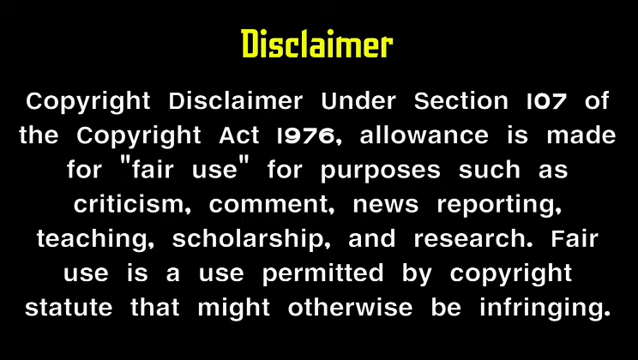 Disclaimer
Copyright Disclaimer Under Section 107 of
the Copyright Act 1976, allowance is made
for "fair use" for purposes such as
criticism, comment, news reporting,
teaching, scholarship, and research. Fair
use is a use permitted by copyright
statute that might otherwise be infringing.